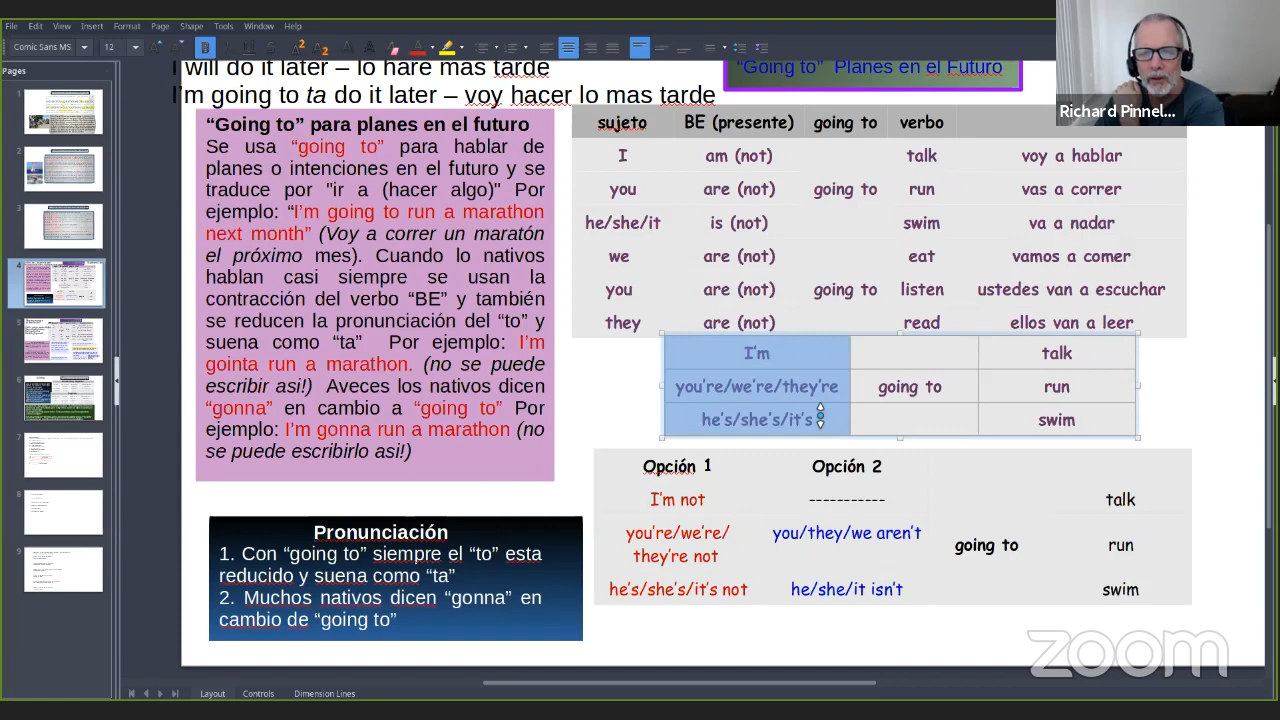 File Edit View Insert Format Page Shape Tools Window Help
Comic Sans MS 12
Pages
1
2
3
4
5
6
7
8
9
I will do it later – lo hare mas tarde
I'm going to ta do it later – voy hacer lo mas tarde
"Going to" Planes en el Futuro
Richard Pinnel...
"Going to" para planes en el futuro
Se usa "going to" para hablar de
planes o intenciones en el futuro y se
traduce por "ir a (hacer algo)" Por
ejemplo: "I'm going to run a marathon
next month" (Voy a correr un maratón
el próximo mes). Cuando los nativos
hablan casi siempre se usan la
contracción del verbo "BE" y también
se reducen la pronunciación del "to" y
suena como "ta" Por ejemplo: I'm
gointa run a marathon. (no se puede
escribir asi!) Aveces los nativos dicen
"gonna" en cambio a "going to" Por
ejemplo: I'm gonna run a marathon (no
se puede escribirlo asi!)
sujeto BE (presente) going to verbo
I am (not) talk voy a hablar
you are (not) going to run vas a correr
he/she/it is (not) swim va a nadar
we are (not) eat vamos a comer
you are (not) going to listen ustedes van a escuchar
they are (not) read ellos van a leer
I'm talk
you're/we're/they're going to run
he's/she's/it's swim
Opción 1 Opción 2
I'm not ----------- talk
you're/we're/ you/they/we aren't
they're not going to run
he's/she's/it's not he/she/it isn't swim
Pronunciación
1. Con "going to" siempre el "to" esta
reducido y suena como "ta"
2. Muchos nativos dicen "gonna" en
cambio de "going to"
zoom
Layout Controls Dimension Lines